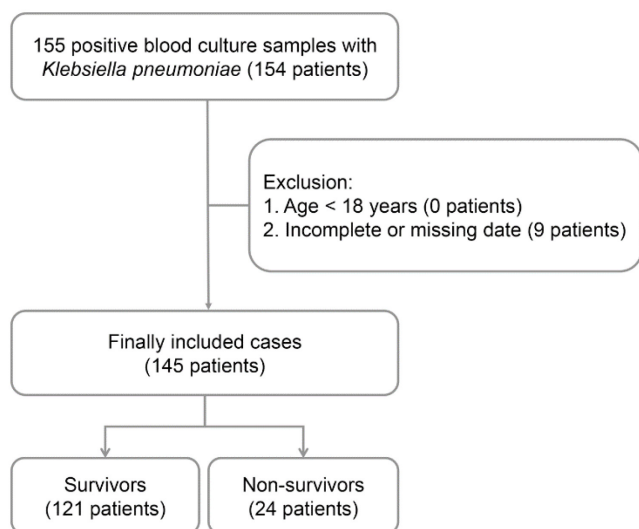 155 positive blood culture samples with
Klebsiella pneumoniae (154 patients)
Exclusion:
1. Age < 18 years (0 patients)
2. Incomplete or missing date (9 patients)
Finally included cases
(145 patients)
Survivors
(121 patients)
Non-survivors
(24 patients)